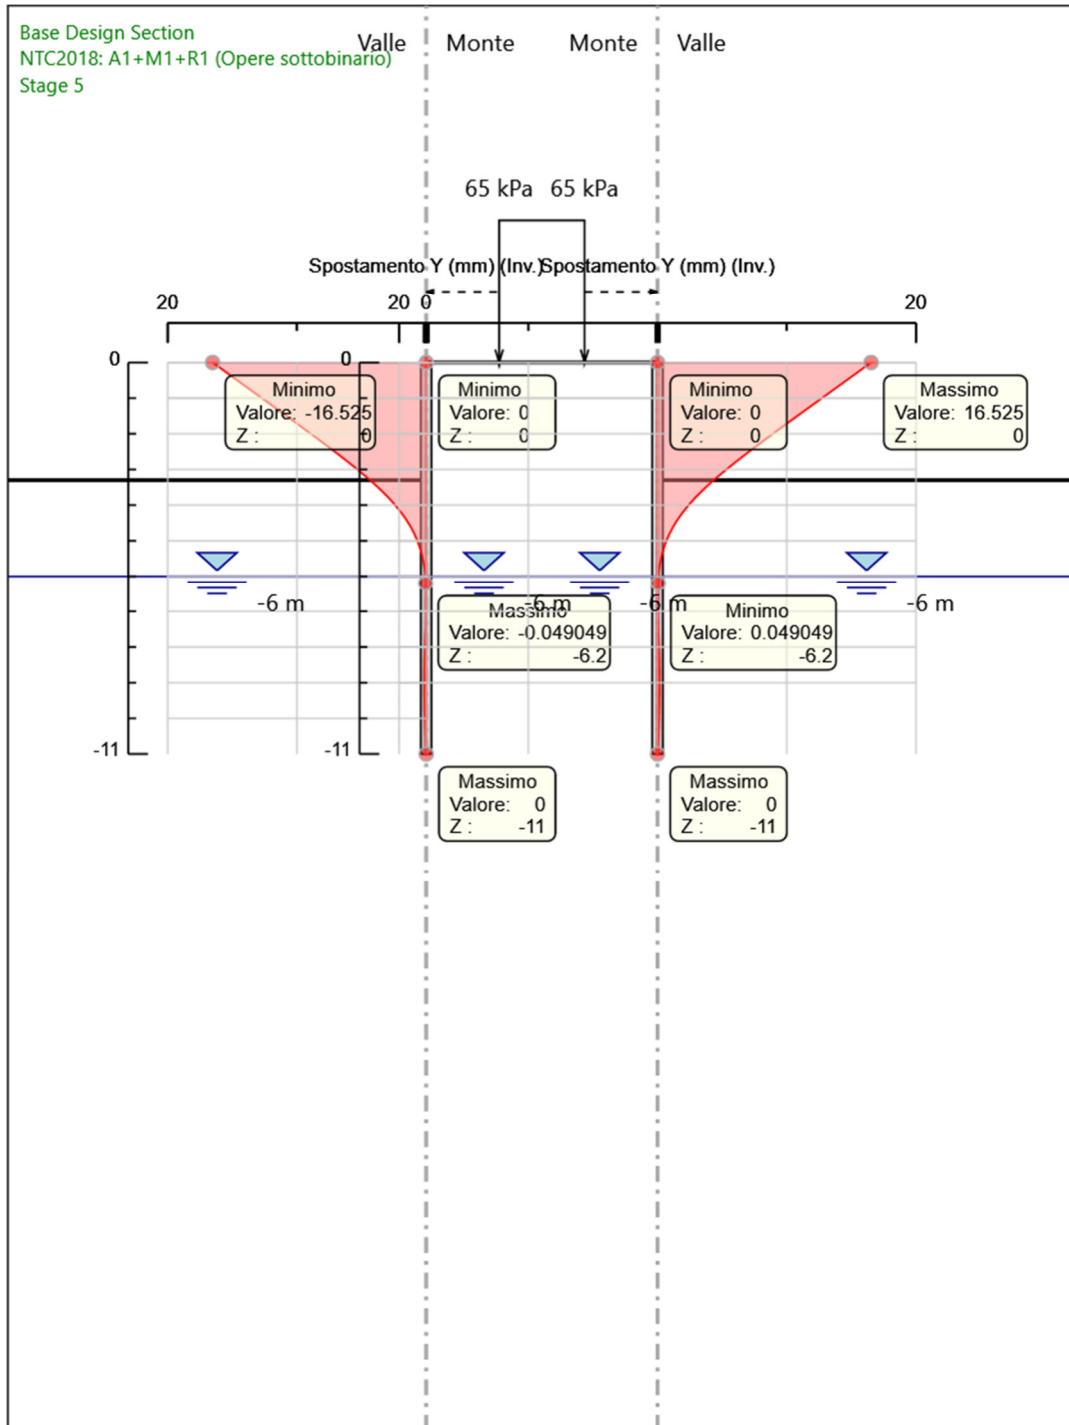 Base Design Section
NTC2018: A1+M1+R1 (Opere sottobinario)
Stage 5
Valle Monte Monte Valle
65 kPa 65 kPa
Spostamento Y (mm) (Inv.) Spostamento Y (mm) (Inv.)
20 20 0 20
0 0
Minimo
Valore: -16.525
Z : 0
Minimo
Valore: 0
Z : 0
Minimo
Valore: 0
Z : 0
Massimo
Valore: 16.525
Z : 0
-6 m -6 m -6 m -6 m
Massimo
Valore: -0.049049
Z : -6.2
Minimo
Valore: 0.049049
Z : -6.2
-11 -11
Massimo
Valore: 0
Z : -11
Massimo
Valore: 0
Z : -11